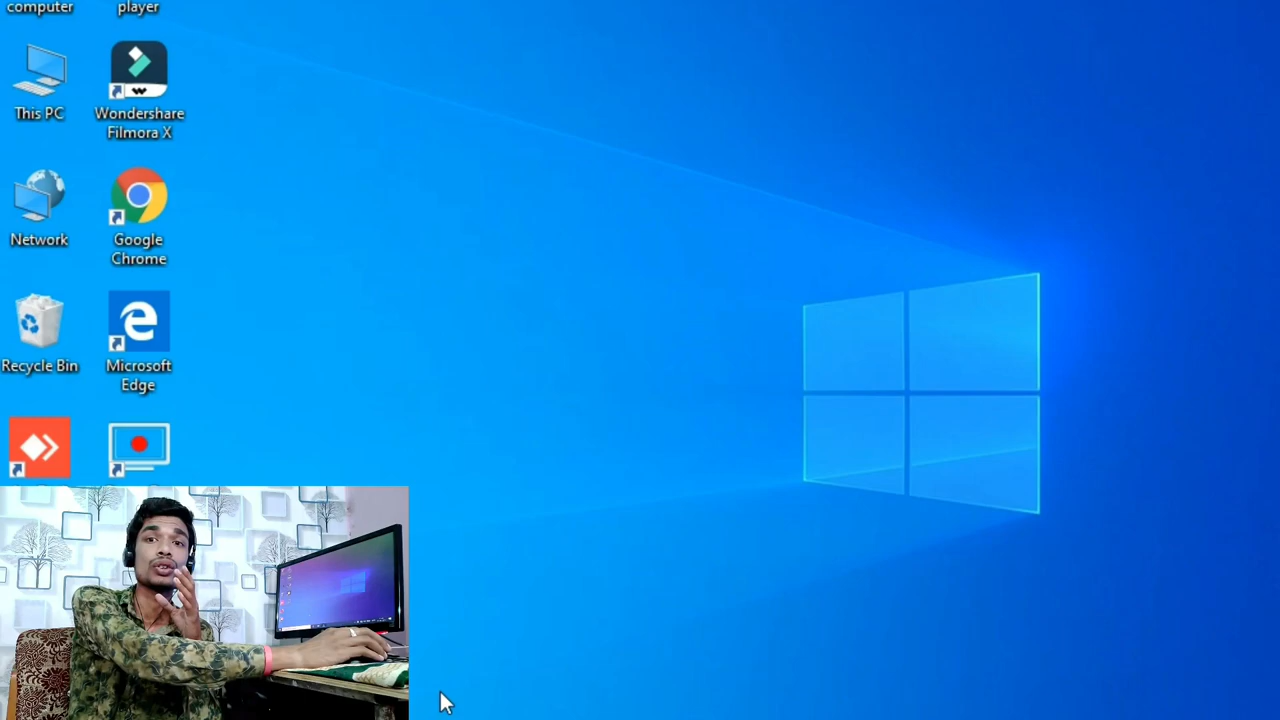 computer
player
This PC
Wondershare
Filmora X
Network
Google
Chrome
Recycle Bin
Microsoft
Edge